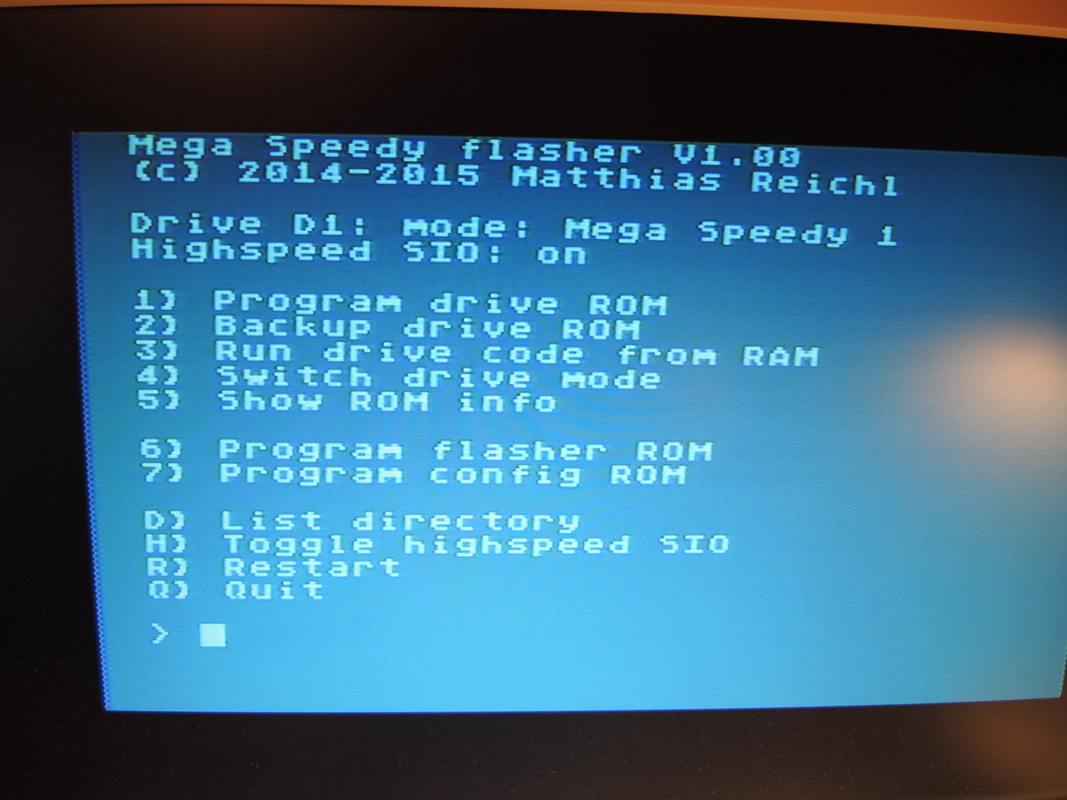 Mega Speedy flasher V1.00
(c) 2014-2015 Matthias Reichl
Drive D1: mode: Mega Speedy 1
Highspeed SIO: on
1) Program drive ROM
2) Backup drive ROM
3) Run drive code from RAM
4) Switch drive mode
5) Show ROM info
6) Program flasher ROM
7) Program config ROM
D) List directory
H) Toggle highspeed SIO
R) Restart
Q) Quit
>